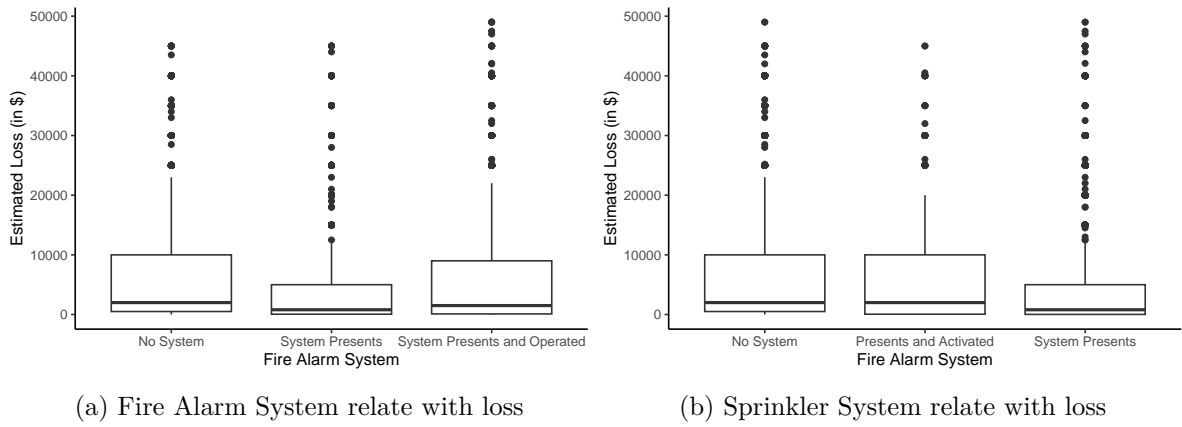 50000
40000
30000
20000
10000
0
Estimated Loss (in $)
No System System Presents System Presents and Operated
Fire Alarm System
(a) Fire Alarm System relate with loss
50000
40000
30000
20000
10000
0
Estimated Loss (in $)
No System Presents and Activated System Presents
Fire Alarm System
(b) Sprinkler System relate with loss